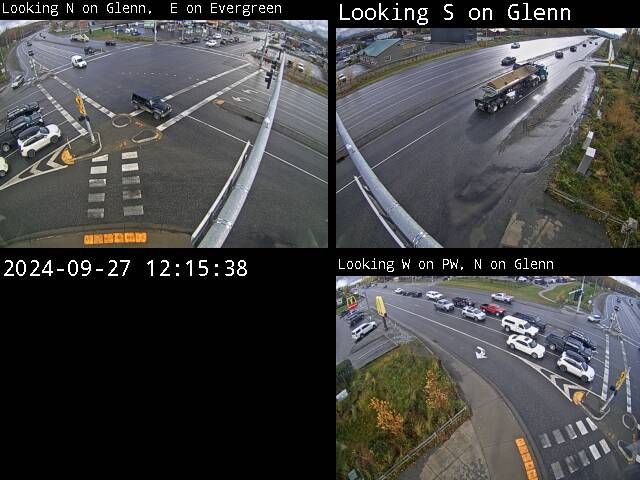 Looking N on Glenn,  E on Evergreen
Looking S on Glenn
2024-09-27 12:15:38
Looking W on PW, N on Glenn